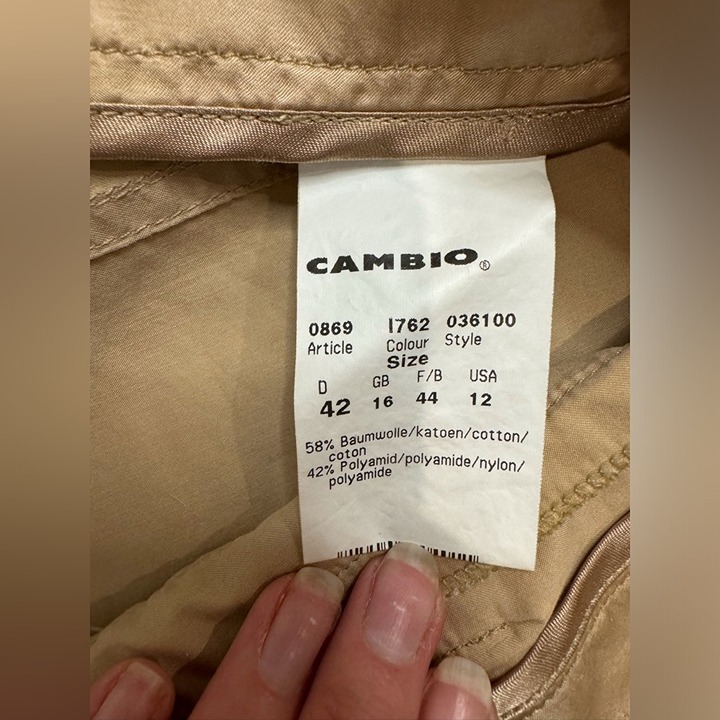 CAMBIO®
0869 I762 036100
Article Colour Style
Size
D GB F/B USA
42 16 44 12
58% Baumwolle/katoen/cotton/
coton
42% Polyamid/polyamide/nylon/
polyamide